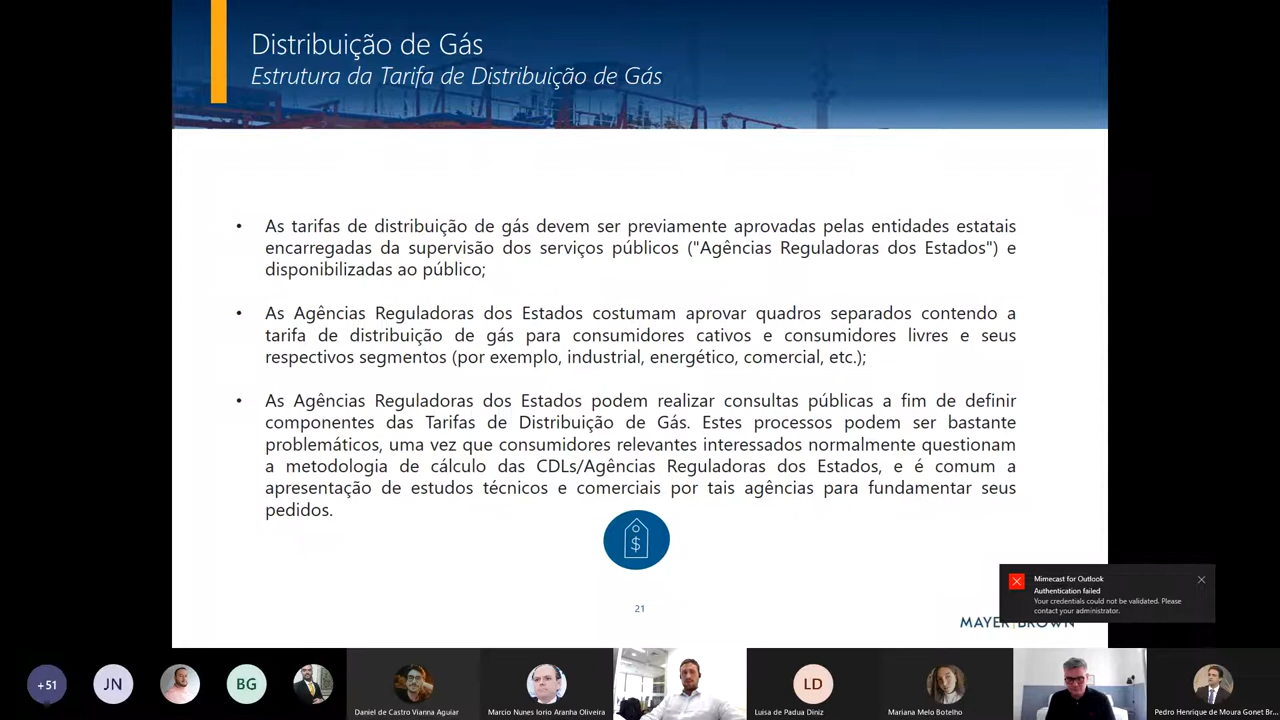 Distribuição de Gás
Estrutura da Tarifa de Distribuição de Gás
• As tarifas de distribuição de gás devem ser previamente aprovadas pelas entidades estatais
encarregadas da supervisão dos serviços públicos ("Agências Reguladoras dos Estados") e
disponibilizadas ao público;
• As Agências Reguladoras dos Estados costumam aprovar quadros separados contendo a
tarifa de distribuição de gás para consumidores cativos e consumidores livres e seus
respectivos segmentos (por exemplo, industrial, energético, comercial, etc.);
• As Agências Reguladoras dos Estados podem realizar consultas públicas a fim de definir
componentes das Tarifas de Distribuição de Gás. Estes processos podem ser bastante
problemáticos, uma vez que consumidores relevantes interessados normalmente questionam
a metodologia de cálculo das CDLs/Agências Reguladoras dos Estados, e é comum a
apresentação de estudos técnicos e comerciais por tais agências para fundamentar seus
pedidos.
$
Mimecast for Outlook
Authentication failed
Your credentials could not be validated. Please
contact your administrator.
21
MAYER BROWN
+51
JN
BG
LD
Daniel de Castro Vianna Aguiar
Marcio Nunes Iorio Aranha Oliveira
Luisa de Padua Diniz
Mariana Melo Botelho
Pedro Henrique de Moura Gonet Br...